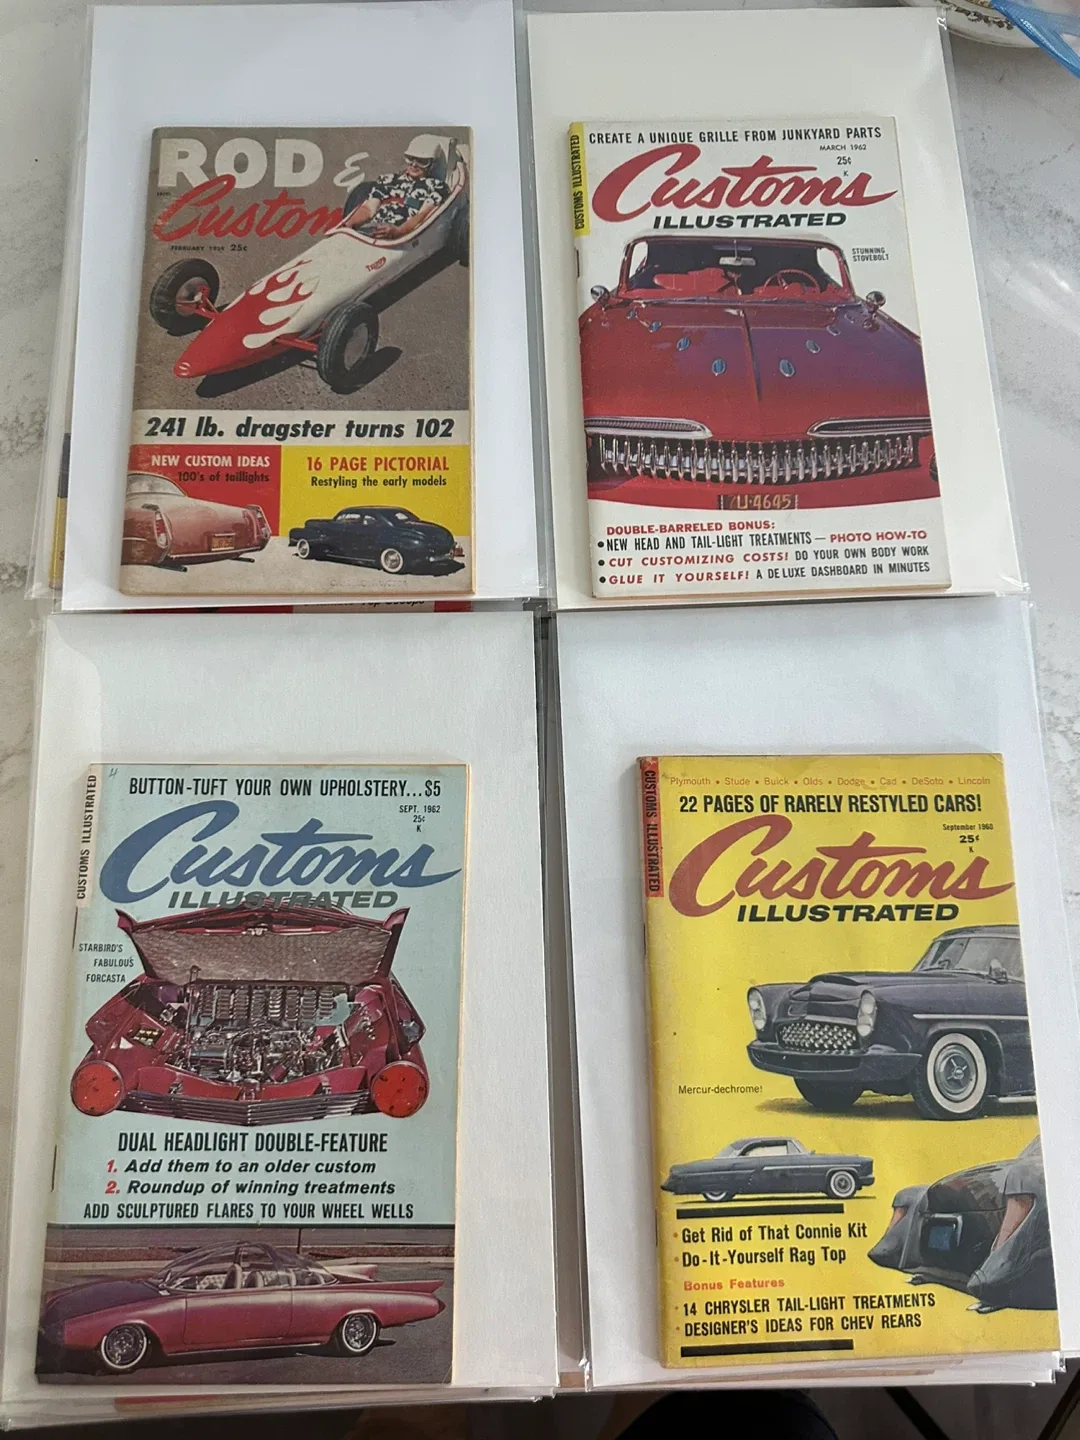 ROD &
Custom
FEBRUARY 1959 25¢
241 lb. dragster turns 102
NEW CUSTOM IDEAS
100's of taillights
16 PAGE PICTORIAL
Restyling the early models
CUSTOMS ILLUSTRATED
CREATE A UNIQUE GRILLE FROM JUNKYARD PARTS
MARCH 1962
25¢
K
Customs
ILLUSTRATED
STUNNING
STOVEBOLT
U·4645
DOUBLE-BARRELED BONUS:
• NEW HEAD AND TAIL-LIGHT TREATMENTS — PHOTO HOW-TO
• CUT CUSTOMIZING COSTS! DO YOUR OWN BODY WORK
• GLUE IT YOURSELF! A DE LUXE DASHBOARD IN MINUTES
CUSTOMS ILLUSTRATED
4
BUTTON-TUFT YOUR OWN UPHOLSTERY...$5
SEPT. 1962
25¢
K
Customs
ILLUSTRATED
STARBIRD'S
FABULOUS
FORCASTA
DUAL HEADLIGHT DOUBLE-FEATURE
1. Add them to an older custom
2. Roundup of winning treatments
ADD SCULPTURED FLARES TO YOUR WHEEL WELLS
CUSTOMS ILLUSTRATED
Plymouth • Stude • Buick • Olds • Dodge • Cad • DeSoto • Lincoln
22 PAGES OF RARELY RESTYLED CARS!
September 1960
25¢
K
Customs
ILLUSTRATED
Mercur-dechrome!
• Get Rid of That Connie Kit
• Do-It-Yourself Rag Top
Bonus Features
• 14 CHRYSLER TAIL-LIGHT TREATMENTS
• DESIGNER'S IDEAS FOR CHEV REARS